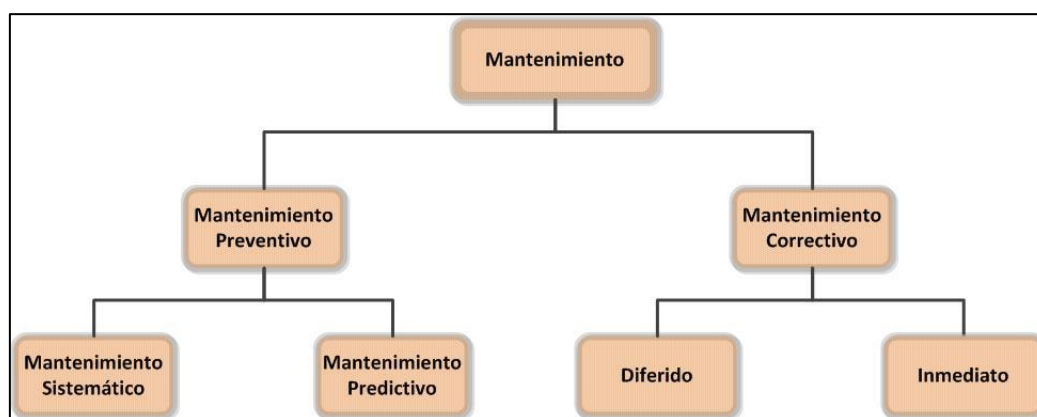 Mantenimiento
Mantenimiento
Preventivo
Mantenimiento
Correctivo
Mantenimiento
Sistemático
Mantenimiento
Predictivo
Diferido
Inmediato